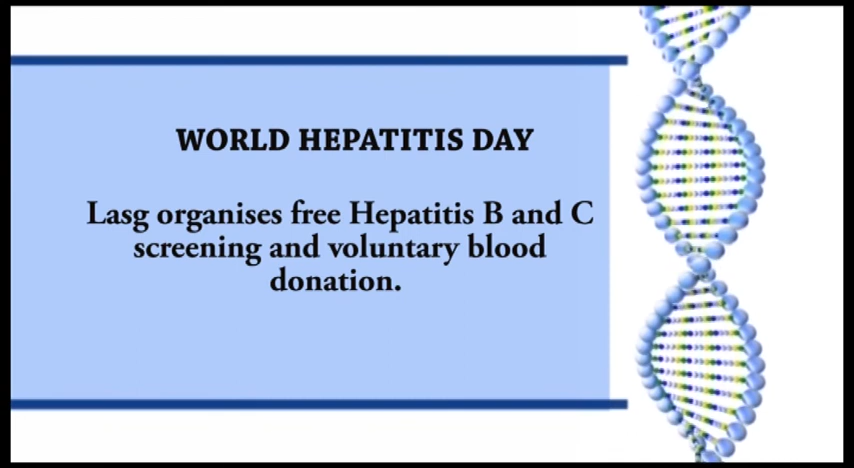 WORLD HEPATITIS DAY
Lasg organises free Hepatitis B and C
screening and voluntary blood
donation.